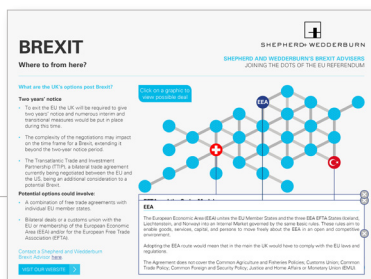 BREXIT
Where to from here?
SHEPHERD+ WEDDERBURN
SHEPHERD AND WEDDERBURN'S BREXIT ADVISERS
JOINING THE DOTS OF THE EU REFERENDUM
What are the UK's options post Brexit?
Two years' notice
- To exit the EU the UK will be required to give
two years' notice and numerous interim and
transitional measures would be put in place
during this time.
- The complexity of the negotiations may impact
on the time frame for a Brexit, extending it
beyond the two-year notice period.
- The Transatlantic Trade and Investment
Partnership (TTIP), a bilateral trade agreement
currently being negotiated between the EU and
the US, being an additional consideration to a
potential Brexit.
Potential options could involve:
- A combination of free trade agreements with
individual EU member states.
- Bilateral deals or a customs union with the
EU or membership of the European Economic
Area (EEA) and/or for the European Free Trade
Association (EFTA).
Contact a Shepherd and Wedderburn
Brexit Advisor here.
VISIT OUR WEBSITE
Click on a graphic to
view possible deal
EEA
EEA
The European Economic Area (EEA) unites the EU Member States and the three EEA EFTA States (Iceland,
Liechtenstein, and Norway) into an Internal Market governed by the same basic rules. These rules aim to
enable goods, services, capital, and persons to move freely about the EEA in an open and competitive
environment.
Adopting the EEA route would mean that in the main the UK would have to comply with the EU laws and
regulations.
The Agreement does not cover the Common Agriculture and Fisheries Policies, Customs Union, Common
Trade Policy, Common Foreign and Security Policy, Justice and Home Affairs or Monetary Union (EMU).